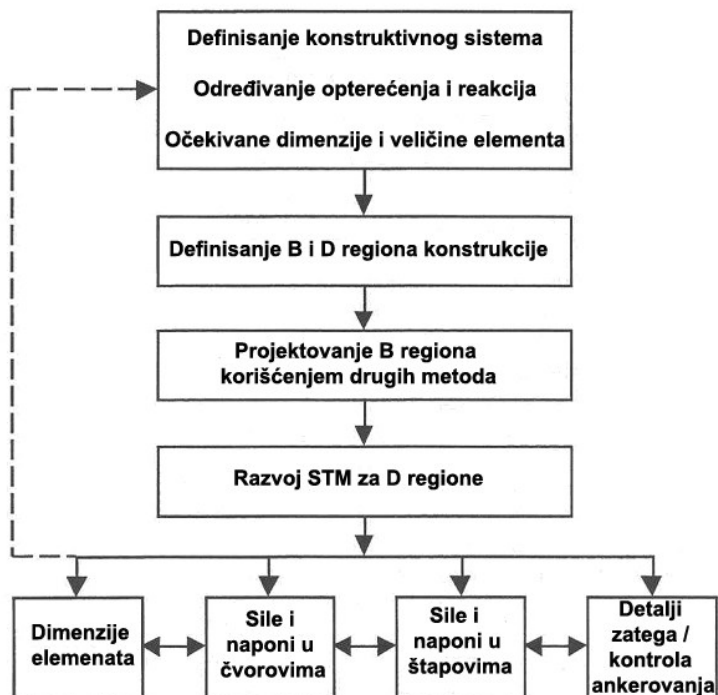 Definisanje konstruktivnog sistema
Određivanje opterećenja i reakcija
Očekivane dimenzije i veličine elementa
Definisanje B i D regiona konstrukcije
Projektovanje B regiona
korišćenjem drugih metoda
Razvoj STM za D regione
Dimenzije
elemenata
Sile i
naponi u
čvorovima
Sile i
naponi u
štapovima
Detalji
zatega /
kontrola
ankerovanja